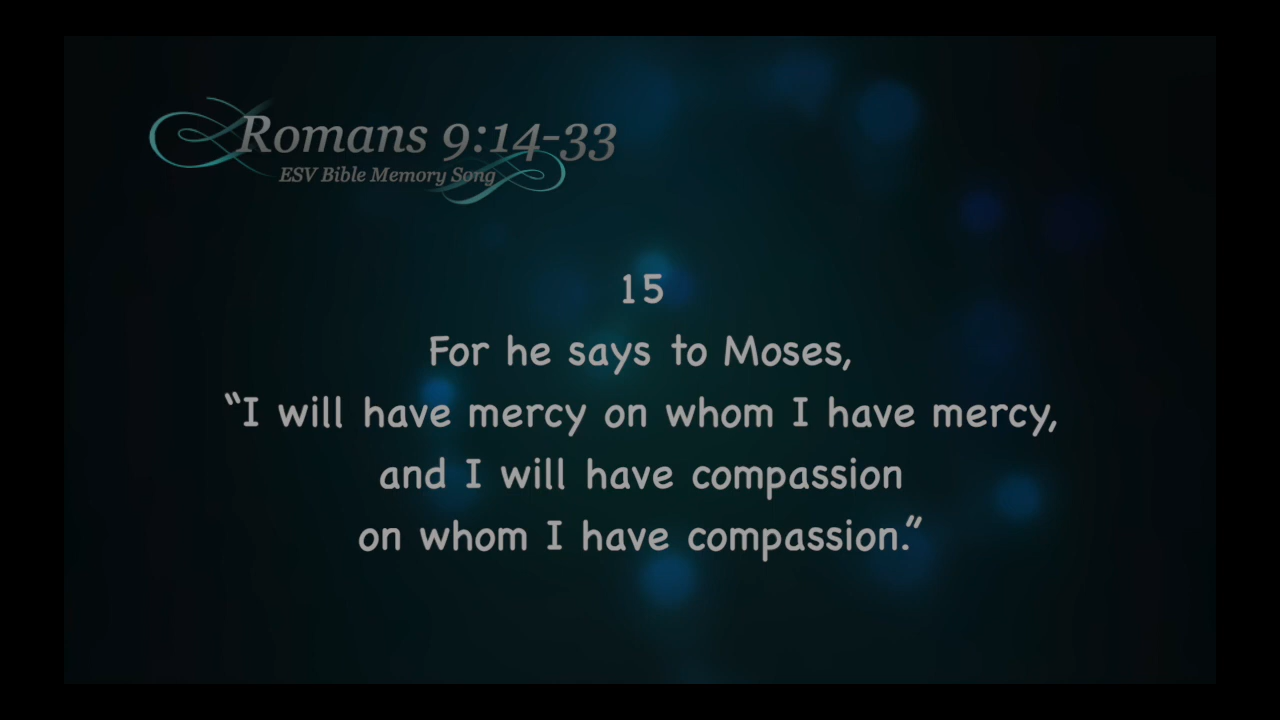 Romans 9:14-33
ESV Bible Memory Song
15
For he says to Moses,
“I will have mercy on whom I have mercy,
and I will have compassion
on whom I have compassion.”